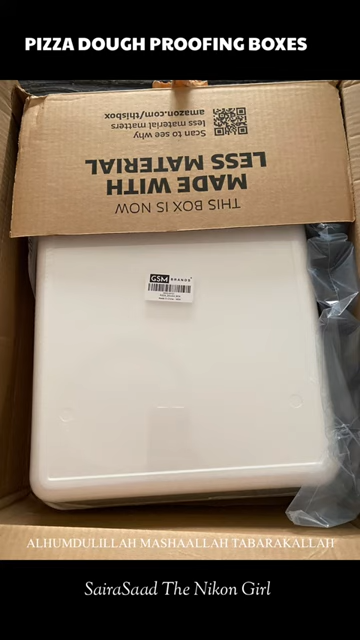 PIZZA DOUGH PROOFING BOXES
THIS BOX IS NOW
MADE WITH
LESS MATERIAL
Scan to see why
less material matters
amazon.com/thisbox
GSM BRANDS
ALHUMDULILLAH MASHAALLAH TABARAKALLAH
SairaSaad The Nikon Girl